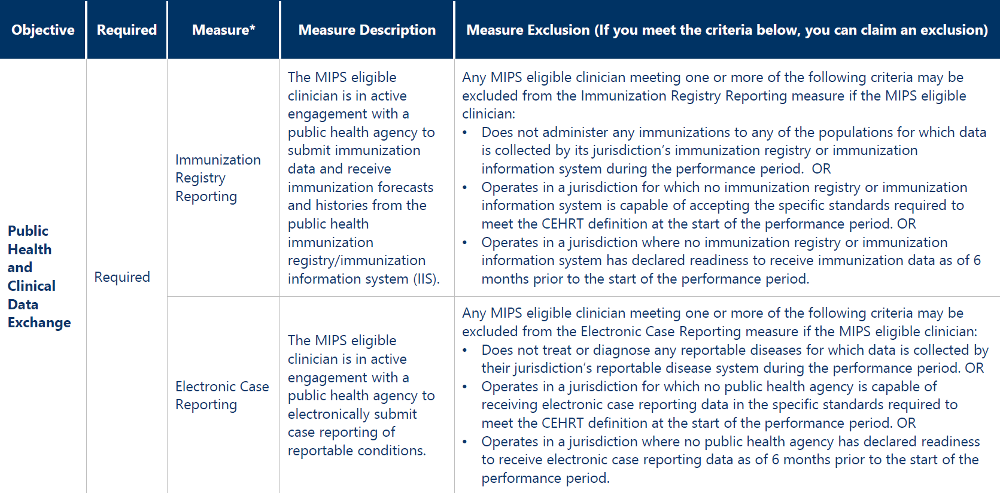 Objective
Required
Measure*
Measure Description
Measure Exclusion (If you meet the criteria below, you can claim an exclusion)
Public
Health
and
Clinical
Data
Exchange
Required
Immunization
Registry
Reporting
The MIPS eligible
clinician is in active
engagement with a
public health agency to
submit immunization
data and receive
immunization forecasts
and histories from the
public health
immunization
registry/immunization
information system (IIS).
Any MIPS eligible clinician meeting one or more of the following criteria may be
excluded from the Immunization Registry Reporting measure if the MIPS eligible
clinician:
• Does not administer any immunizations to any of the populations for which data
is collected by its jurisdiction’s immunization registry or immunization
information system during the performance period.  OR
• Operates in a jurisdiction for which no immunization registry or immunization
information system is capable of accepting the specific standards required to
meet the CEHRT definition at the start of the performance period. OR
• Operates in a jurisdiction where no immunization registry or immunization
information system has declared readiness to receive immunization data as of 6
months prior to the start of the performance period.
Electronic Case
Reporting
The MIPS eligible
clinician is in active
engagement with a
public health agency to
electronically submit
case reporting of
reportable conditions.
Any MIPS eligible clinician meeting one or more of the following criteria may be
excluded from the Electronic Case Reporting measure if the MIPS eligible clinician:
• Does not treat or diagnose any reportable diseases for which data is collected by
their jurisdiction’s reportable disease system during the performance period. OR
• Operates in a jurisdiction for which no public health agency is capable of
receiving electronic case reporting data in the specific standards required to
meet the CEHRT definition at the start of the performance period. OR
• Operates in a jurisdiction where no public health agency has declared readiness
to receive electronic case reporting data as of 6 months prior to the start of the
performance period.